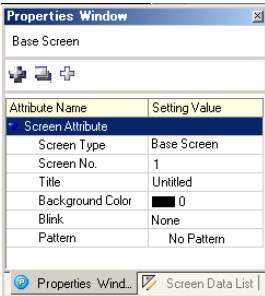 Properties Window
Base Screen
Attribute Name Setting Value
Screen Attribute
Screen Type Base Screen
Screen No. 1
Title Untitled
Background Color 0
Blink None
Pattern No Pattern
Properties Wind... Screen Data List